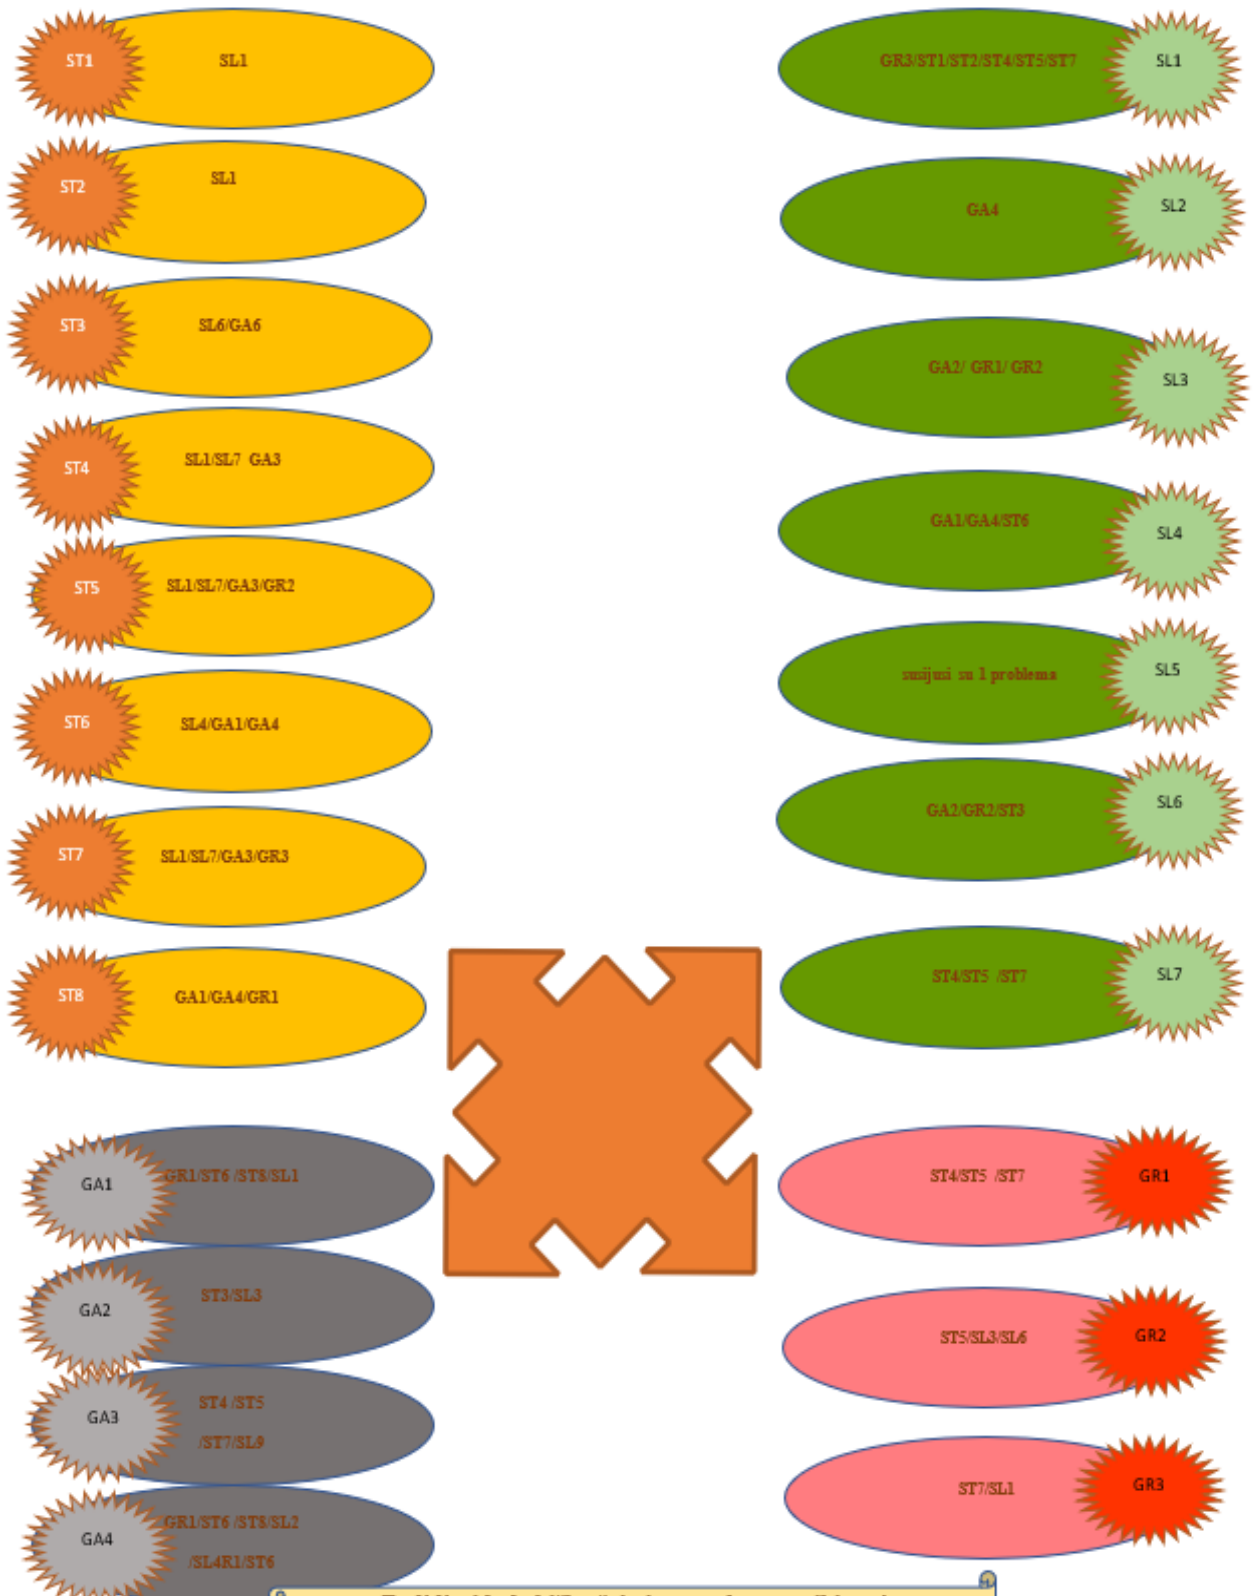 ST1 SL1
ST2 SL1
ST3 SL6/GA6
ST4 SL1/SL7 GA3
ST5 SL1/SL7/GA3/GR2
ST6 SL4/GA1/GA4
ST7 SL1/SL7/GA3/GR3
ST8 GA1/GA4/GR1
GR3/ST1/ST2/ST4/ST5/ST7 SL1
GA4 SL2
GA2/ GR1/ GR2 SL3
GA1/GA4/ST6 SL4
susijusi su 1 problema SL5
GA2/GR2/ST3 SL6
ST4/ST5 /ST7 SL7
GA1 GR1/ST6 /ST8/SL1
GA2 ST3/SL3
GA3 ST4 /ST5
/ST7/SL9
GA4 GR1/ST6 /ST8/SL2
/SL4R1/ST6
ST4/ST5 /ST7 GR1
ST5/SL3/SL6 GR2
ST7/SL1 GR3